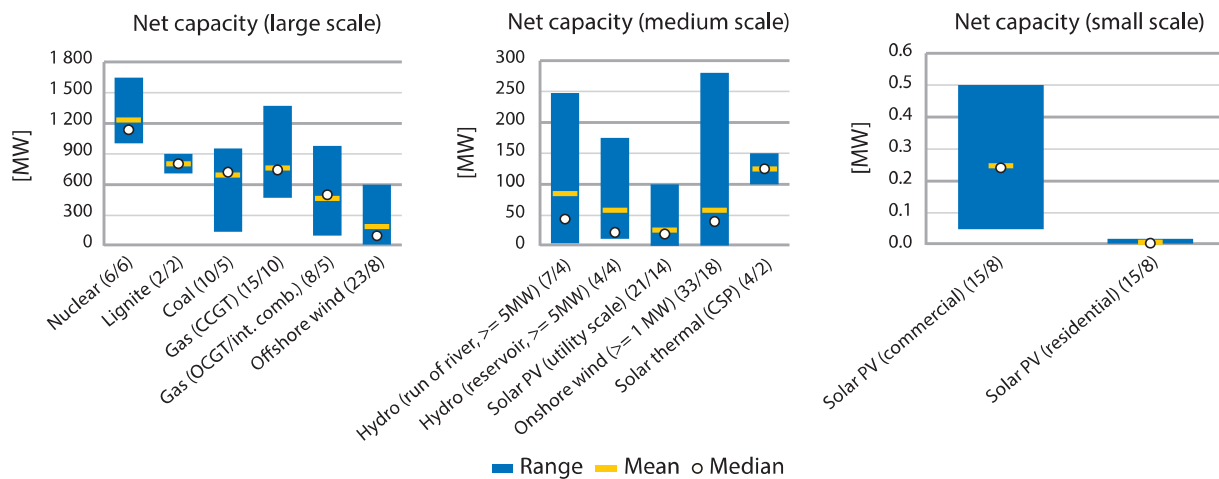 Net capacity (large scale)
[MW]
1 800
1 500
1 200
900
600
300
0
Nuclear (6/6)
Lignite (2/2)
Coal (10/5)
Gas (CCGT) (15/10)
Gas (OCGT/int. comb.) (8/5)
Offshore wind (23/8)
Net capacity (medium scale)
[MW]
300
250
200
150
100
50
0
Hydro (run of river, >= 5MW) (7/4)
Hydro (reservoir, >= 5MW) (4/4)
Solar PV (utility scale) (21/14)
Onshore wind (>= 1 MW) (33/18)
Solar thermal (CSP) (4/2)
Net capacity (small scale)
[MW]
0.6
0.5
0.4
0.3
0.2
0.1
0.0
Solar PV (commercial) (15/8)
Solar PV (residential) (15/8)
Range Mean Median